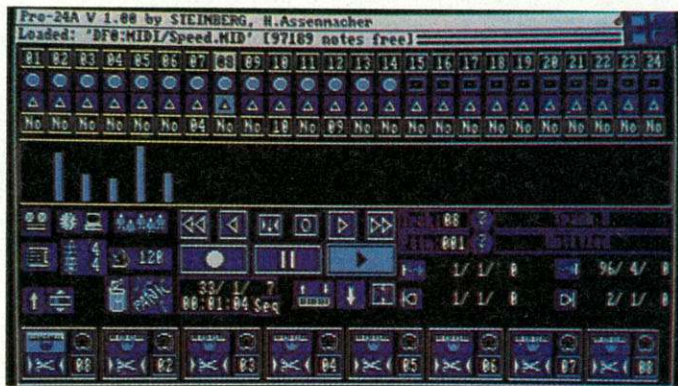 Pro-24A V 1.00 by STEINBERG, H.Assenmacher
Loaded: 'DF0:MIDI/Speed.MID' (97189 notes free)
01 02 03 04 05 06 07 08 09 10 11 12 13 14 15 16 17 18 19 20 21 22 23 24
No No No No No No 04 No No 10 No 09 No No No No No No No No No No No No
08
4 120 001
4
PANIC 33/ 1/ 7 1/ 1/ 0 96/ 4/ 0
00:01:04 Seq 1/ 1/ 0 2/ 1/ 0
08 02 03 04 05 06 07 08